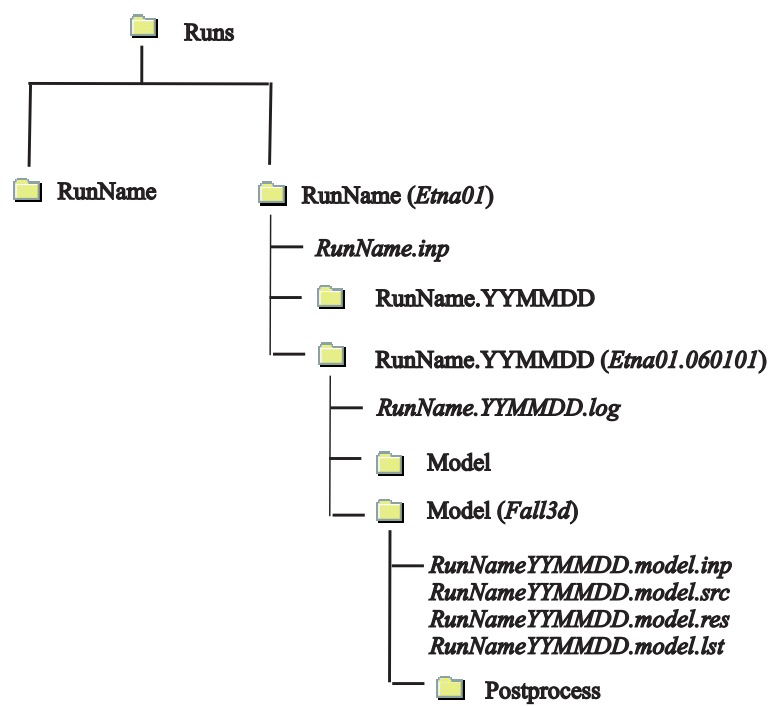 Runs
RunName
RunName (Etna01)
RunName.inp
RunName.YYMMDD
RunName.YYMMDD (Etna01.060101)
RunName.YYMMDD.log
Model
Model (Fall3d)
RunNameYYMMDD.model.inp
RunNameYYMMDD.model.src
RunNameYYMMDD.model.res
RunNameYYMMDD.model.lst
Postprocess